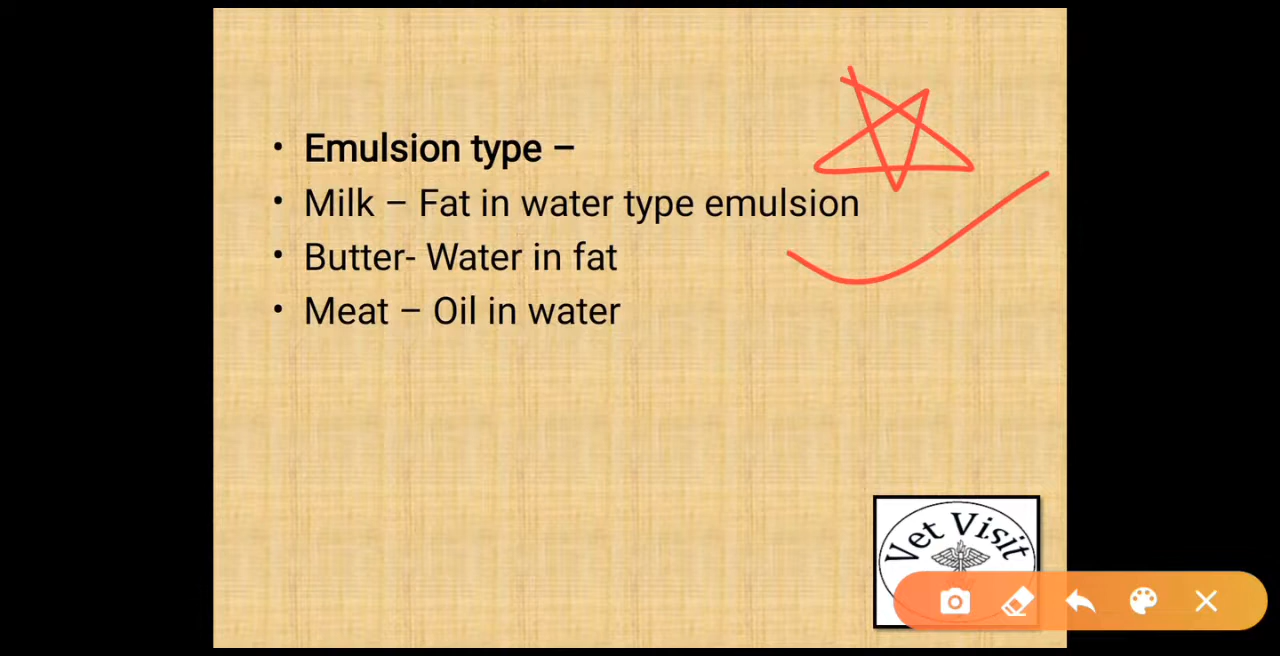 • Emulsion type –
• Milk – Fat in water type emulsion
• Butter- Water in fat
• Meat – Oil in water
Vet Visit